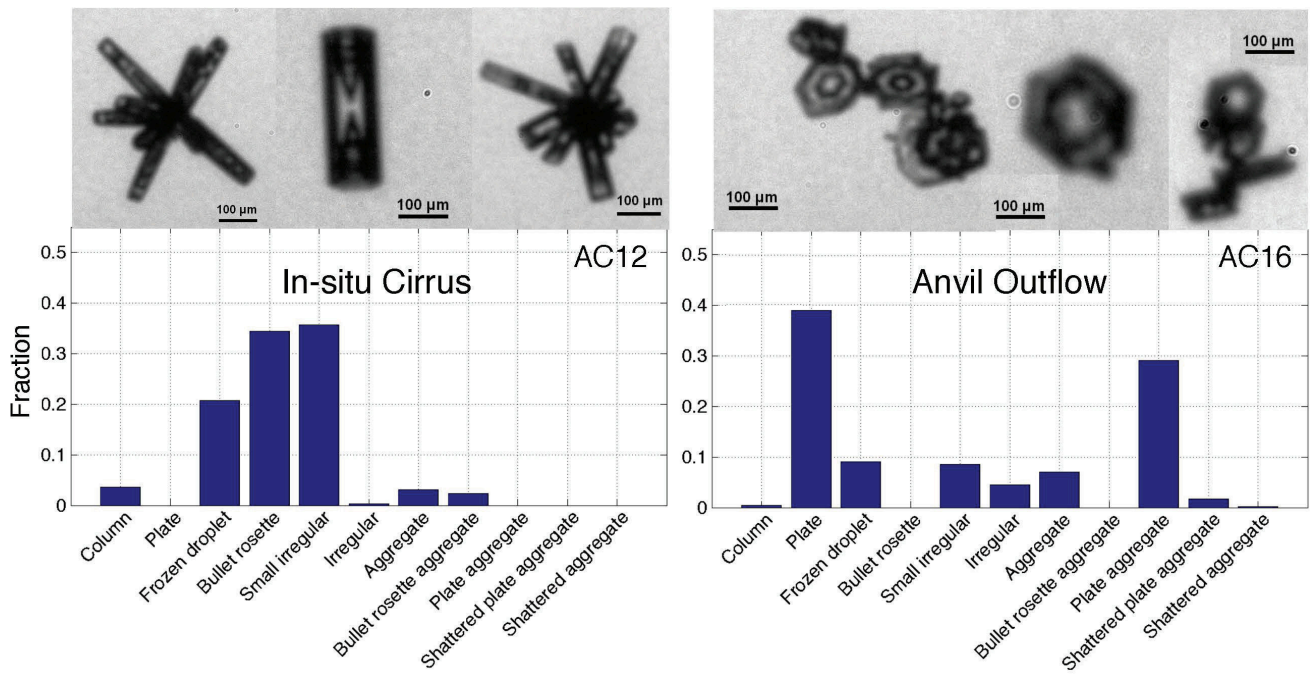 100 µm
100 µm
100 µm
100 µm
100 µm
100 µm
AC12
In-situ Cirrus
Fraction
0.5
0.4
0.3
0.2
0.1
0
Column
Plate
Frozen droplet
Bullet rosette
Small irregular
Irregular
Aggregate
Bullet rosette aggregate
Plate aggregate
Shattered plate aggregate
Shattered aggregate
AC16
Anvil Outflow
0.5
0.4
0.3
0.2
0.1
0
Column
Plate
Frozen droplet
Bullet rosette
Small irregular
Irregular
Aggregate
Bullet rosette aggregate
Plate aggregate
Shattered plate aggregate
Shattered aggregate